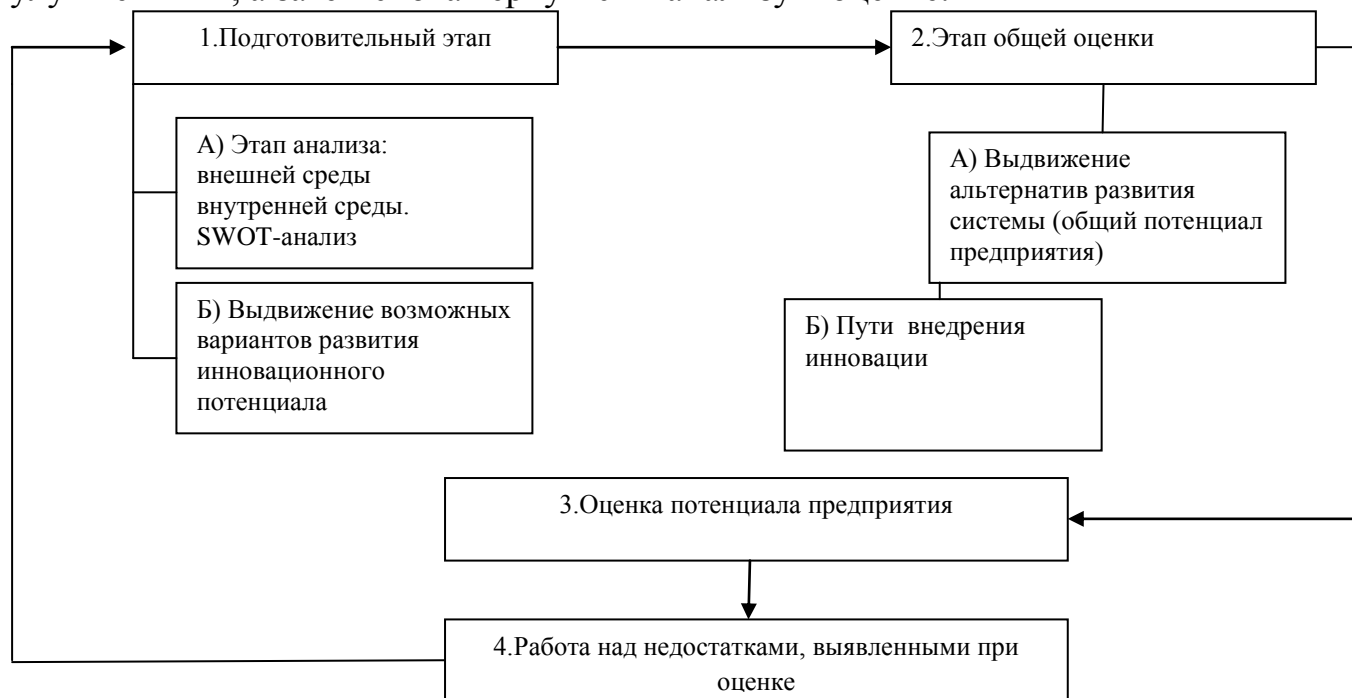 1.Подготовительный этап
2.Этап общей оценки
А) Этап анализа:
внешней среды
внутренней среды.
SWOT-анализ
Б) Выдвижение возможных
вариантов развития
инновационного
потенциала
А) Выдвижение
альтернатив развития
системы (общий потенциал
предприятия)
Б) Пути внедрения
инновации
3.Оценка потенциала предприятия
4.Работа над недостатками, выявленными при
оценке